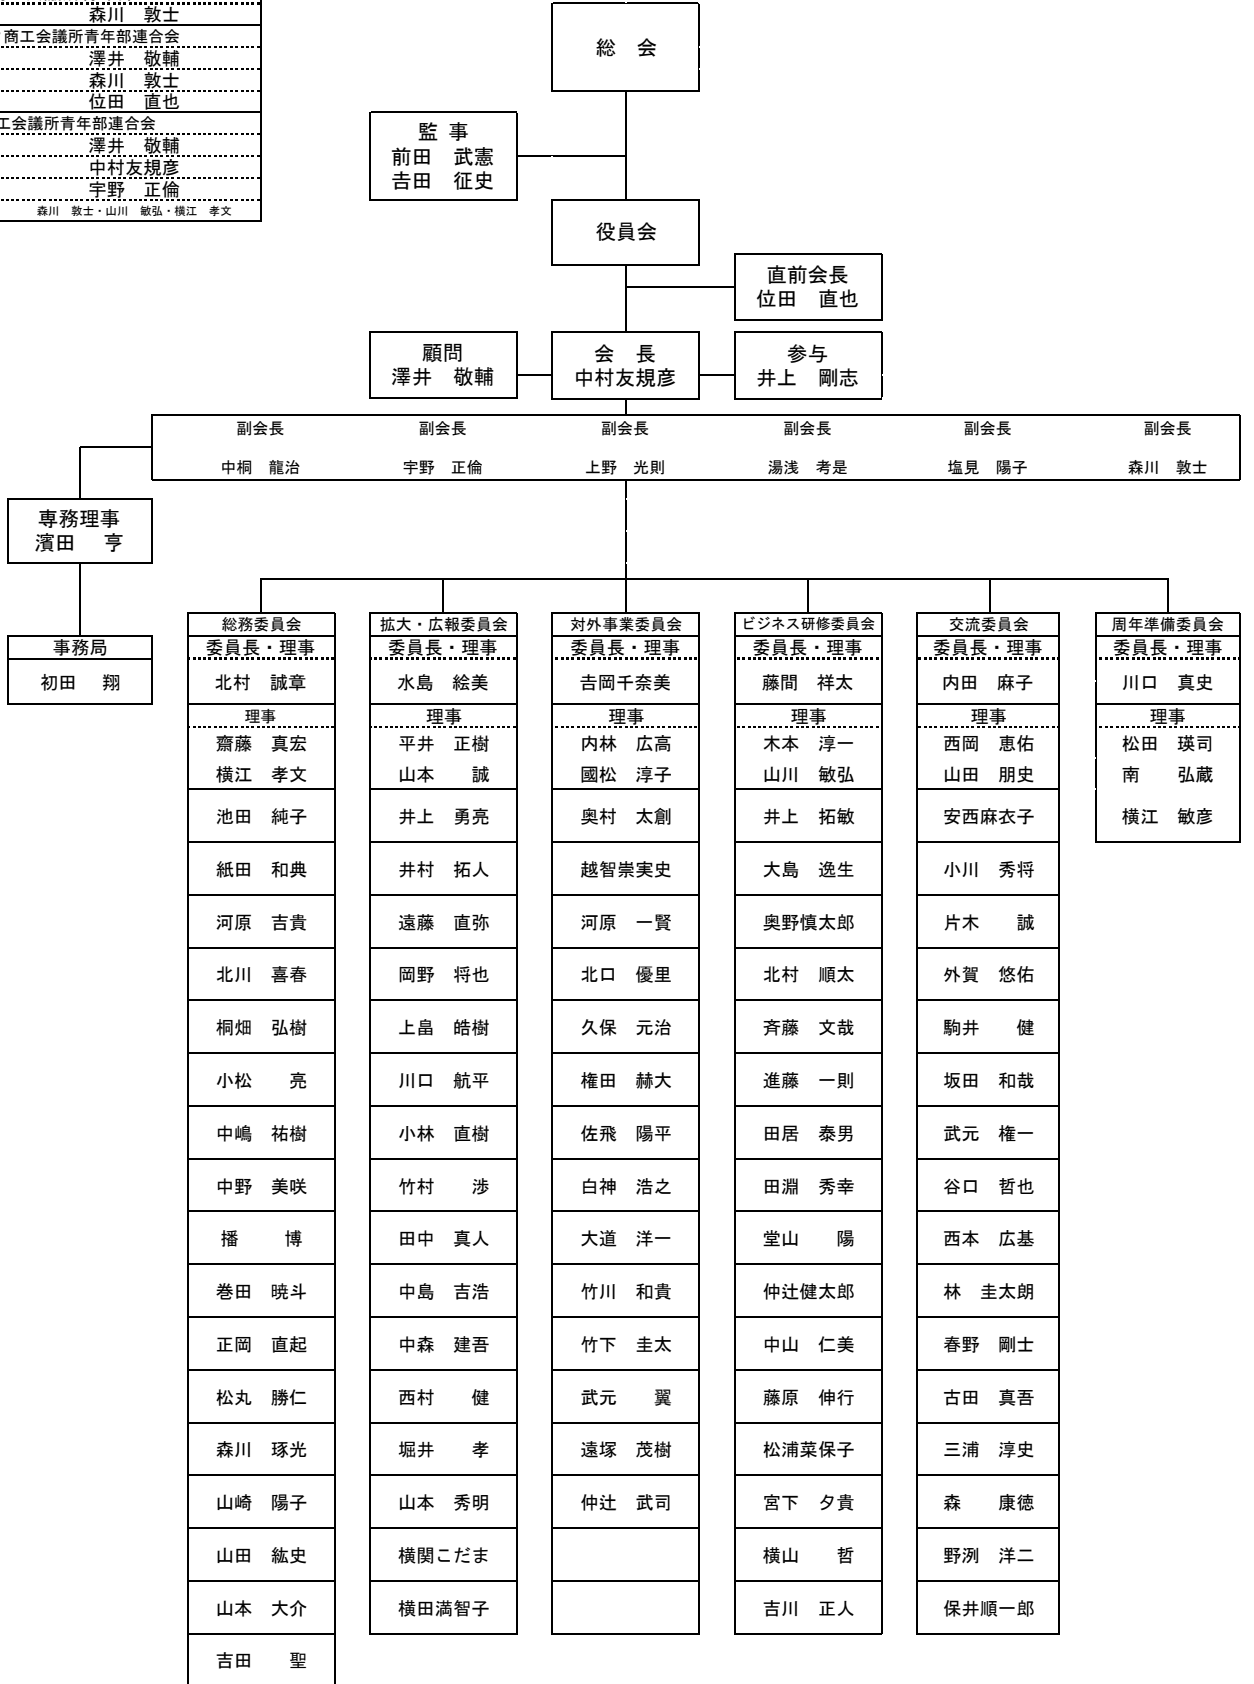 森川　敦士
商工会議所青年部連合会
澤井　敬輔
森川　敦士
位田　直也
工会議所青年部連合会
澤井　敬輔
中村友規彦
宇野　正倫
森川　敦士・山川　敏弘・横江　孝文
総　会
監 事
前田　武憲
吉田　征史
役員会
直前会長
位田　直也
顧問
澤井　敬輔
会　長
中村友規彦
参与
井上　剛志
副会長　副会長　副会長　副会長　副会長　副会長
中桐　龍治　宇野　正倫　上野　光則　湯浅　考是　塩見　陽子　森川　敦士
専務理事
濱田　亨
事務局
初田　翔
総務委員会
委員長・理事
北村　誠章
理事
齋藤　真宏
横江　孝文
池田　純子
紙田　和典
河原　吉貴
北川　喜春
桐畑　弘樹
小松　亮
中嶋　祐樹
中野　美咲
播　博
巻田　暁斗
正岡　直起
松丸　勝仁
森川　琢光
山崎　陽子
山田　紘史
山本　大介
吉田　聖
拡大・広報委員会
委員長・理事
水島　絵美
理事
平井　正樹
山本　誠
井上　勇亮
井村　拓人
遠藤　直弥
岡野　将也
上畠　皓樹
川口　航平
小林　直樹
竹村　渉
田中　真人
中島　吉浩
中森　建吾
西村　健
堀井　孝
山本　秀明
横関こだま
横田満智子
対外事業委員会
委員長・理事
吉岡千奈美
理事
内林　広高
國松　淳子
奥村　太創
越智崇実史
河原　一賢
北口　優里
久保　元治
権田　赫大
佐飛　陽平
白神　浩之
大道　洋一
竹川　和貴
竹下　圭太
武元　翼
遠塚　茂樹
仲辻　武司
ビジネス研修委員会
委員長・理事
藤間　祥太
理事
木本　淳一
山川　敏弘
井上　拓敏
大島　逸生
奥野慎太郎
北村　順太
斉藤　文哉
進藤　一則
田居　泰男
田淵　秀幸
堂山　陽
仲辻健太郎
中山　仁美
藤原　伸行
松浦菜保子
宮下　夕貴
横山　哲
吉川　正人
交流委員会
委員長・理事
内田　麻子
理事
西岡　恵佑
山田　朋史
安西麻衣子
小川　秀将
片木　誠
外賀　悠佑
駒井　健
坂田　和哉
武元　権一
谷口　哲也
西本　広基
林　圭太朗
春野　剛士
古田　真吾
三浦　淳史
森　康徳
野洌　洋二
保井順一郎
周年準備委員会
委員長・理事
川口　真史
理事
松田　瑛司
南　弘蔵
横江　敏彦